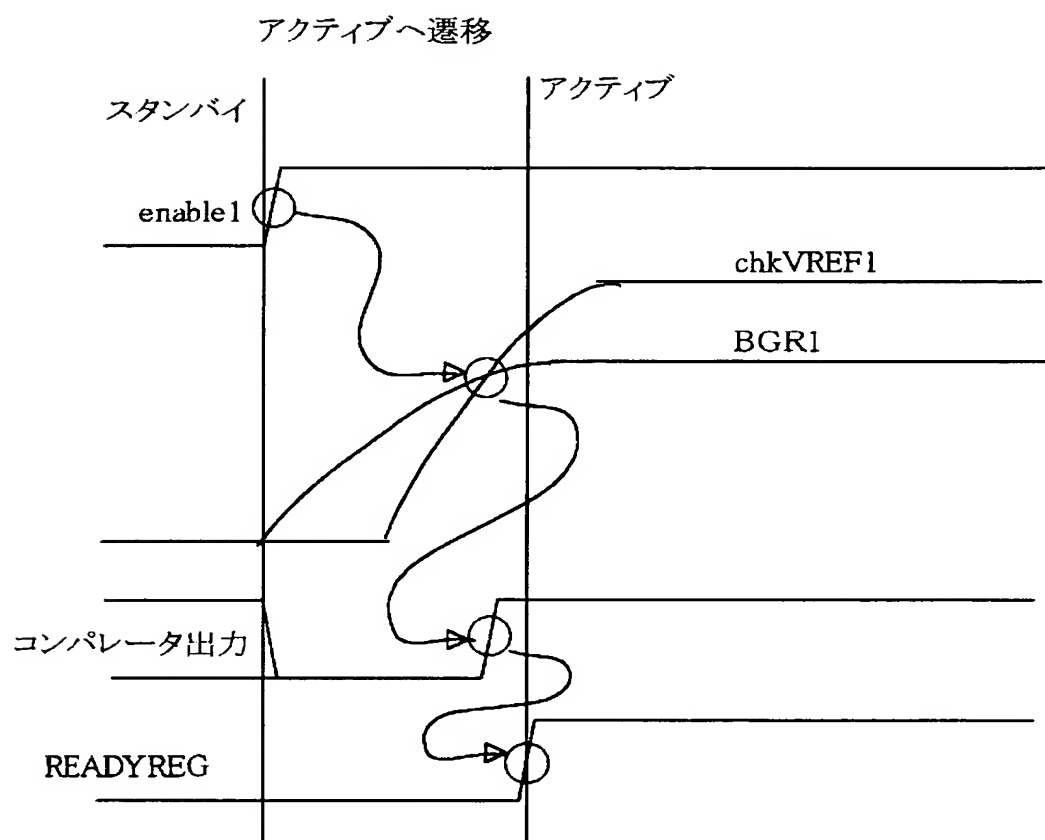 アクティブへ遷移
スタンバイ
アクティブ
enable1
chkVREF1
BGR1
コンパレータ出力
READYREG